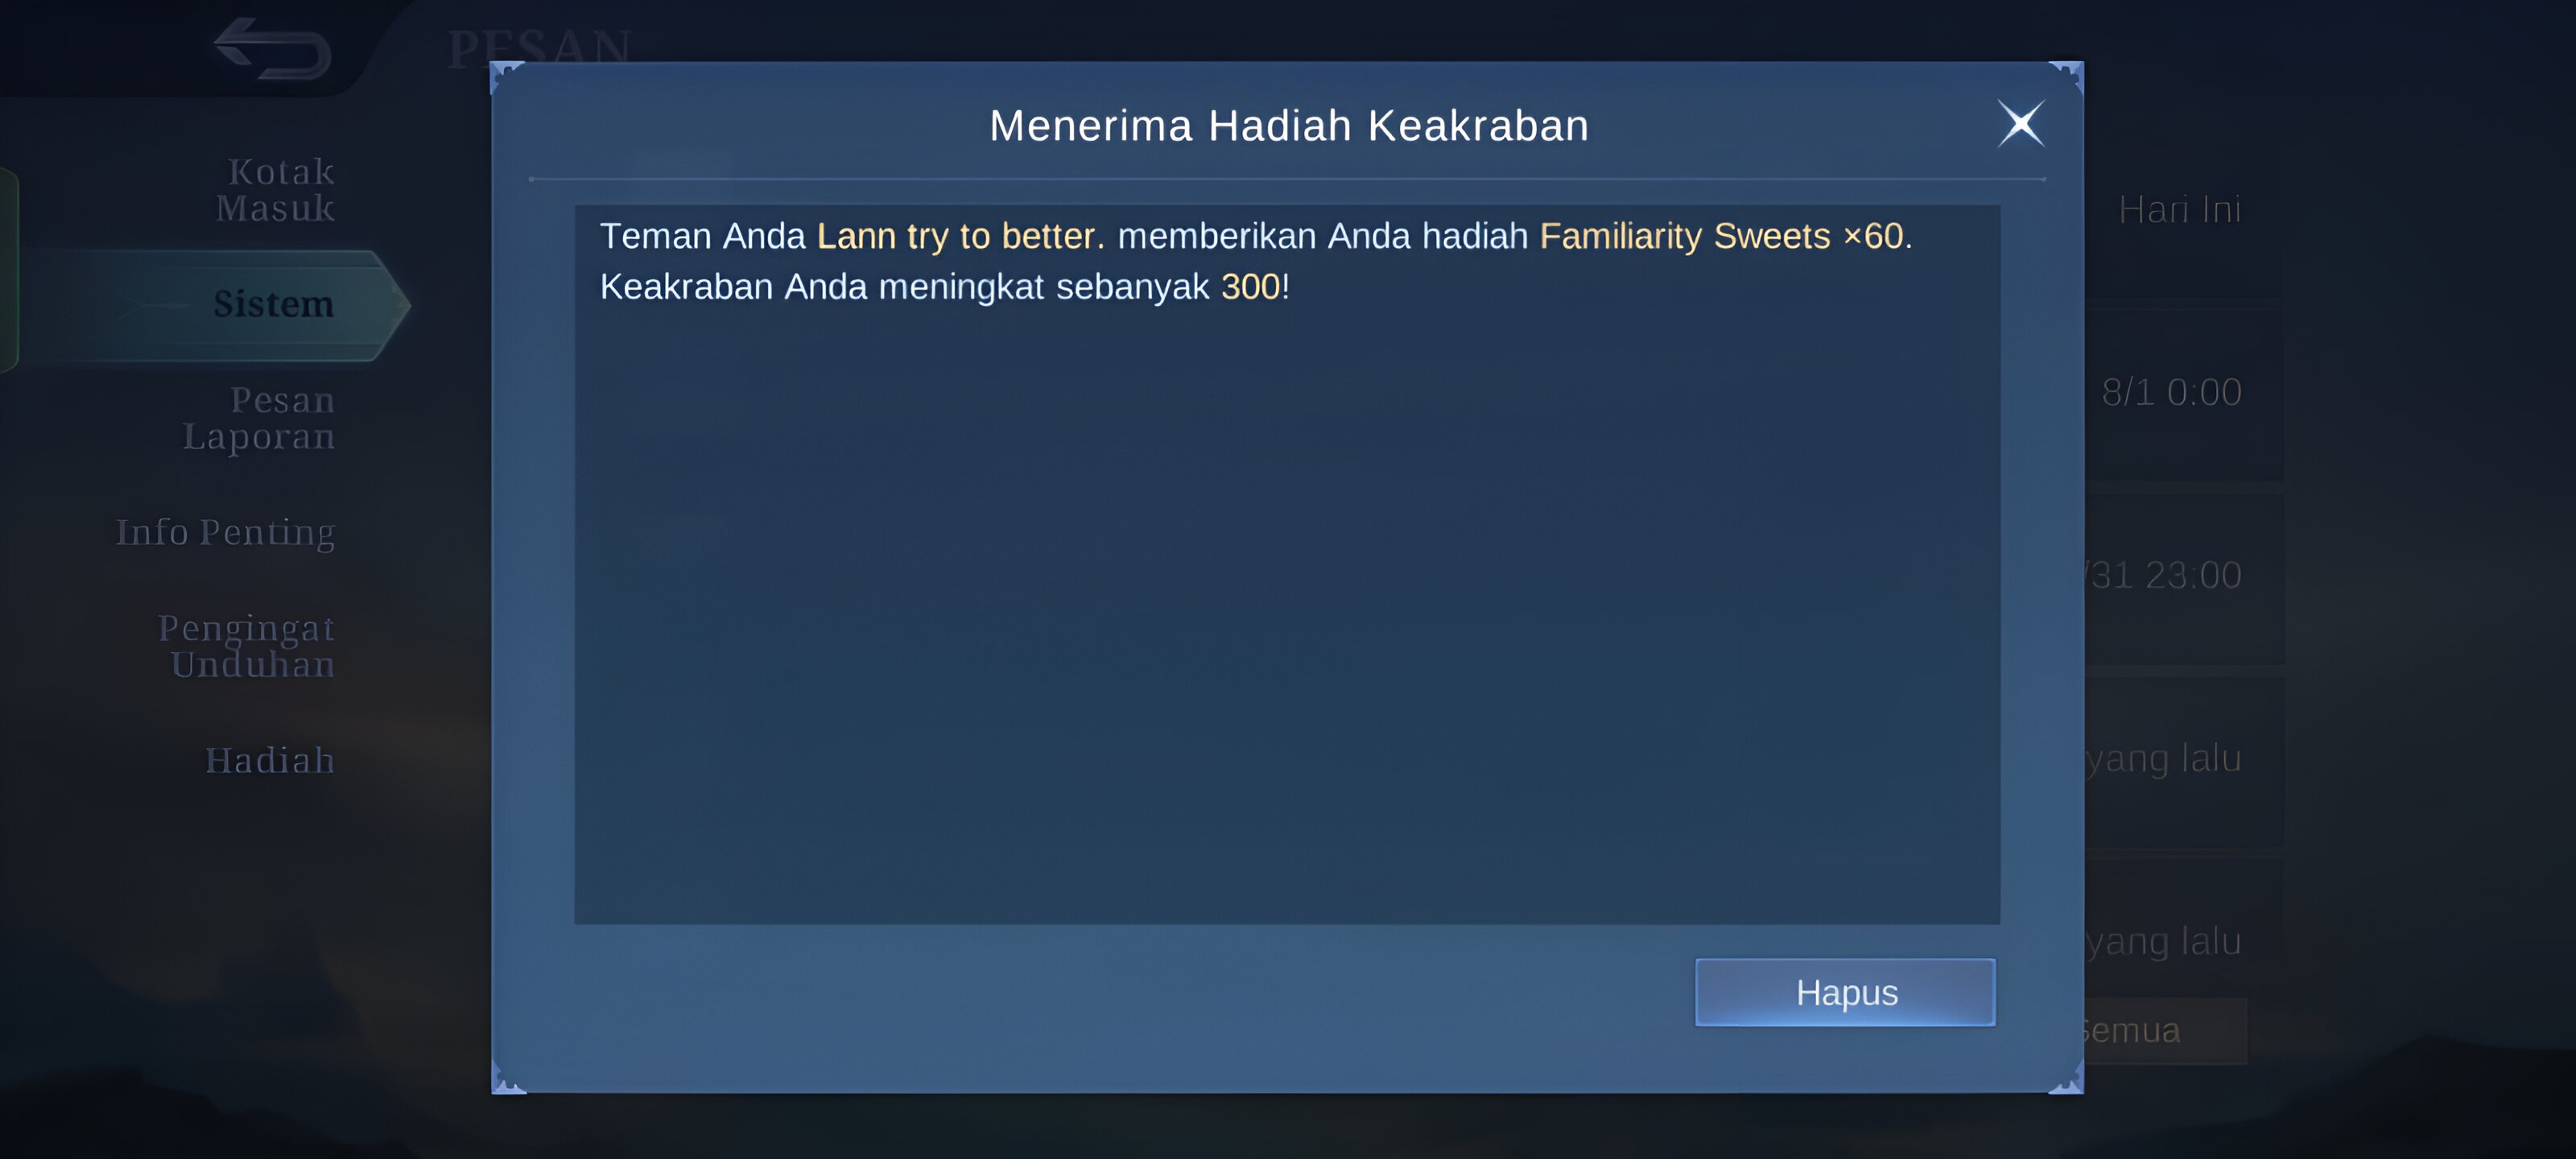 PESAN
Menerima Hadiah Keakraban
Kotak
Masuk
Sistem
Pesan
Laporan
Info Penting
Pengingat
Unduhan
Hadiah
Teman Anda Lann try to better. memberikan Anda hadiah Familiarity Sweets ×60.
Keakraban Anda meningkat sebanyak 300!
Hari Ini
8/1 0:00
/31 23:00
yang lalu
yang lalu
Hapus
Semua